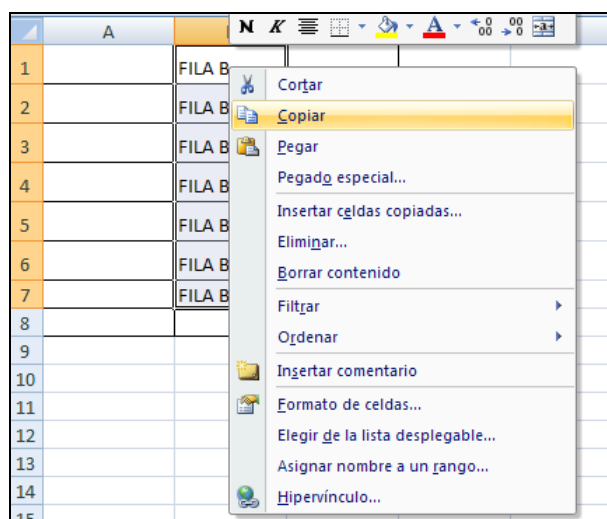 N K A
A
1 FILA B
2 FILA B
3 FILA B
4 FILA B
5 FILA B
6 FILA B
7 FILA B
8
9
10
11
12
13
14
15
Cortar
Copiar
Pegar
Pegado especial...
Insertar celdas copiadas...
Eliminar...
Borrar contenido
Filtrar
Ordenar
Insertar comentario
Formato de celdas...
Elegir de la lista desplegable...
Asignar nombre a un rango...
Hipervínculo...